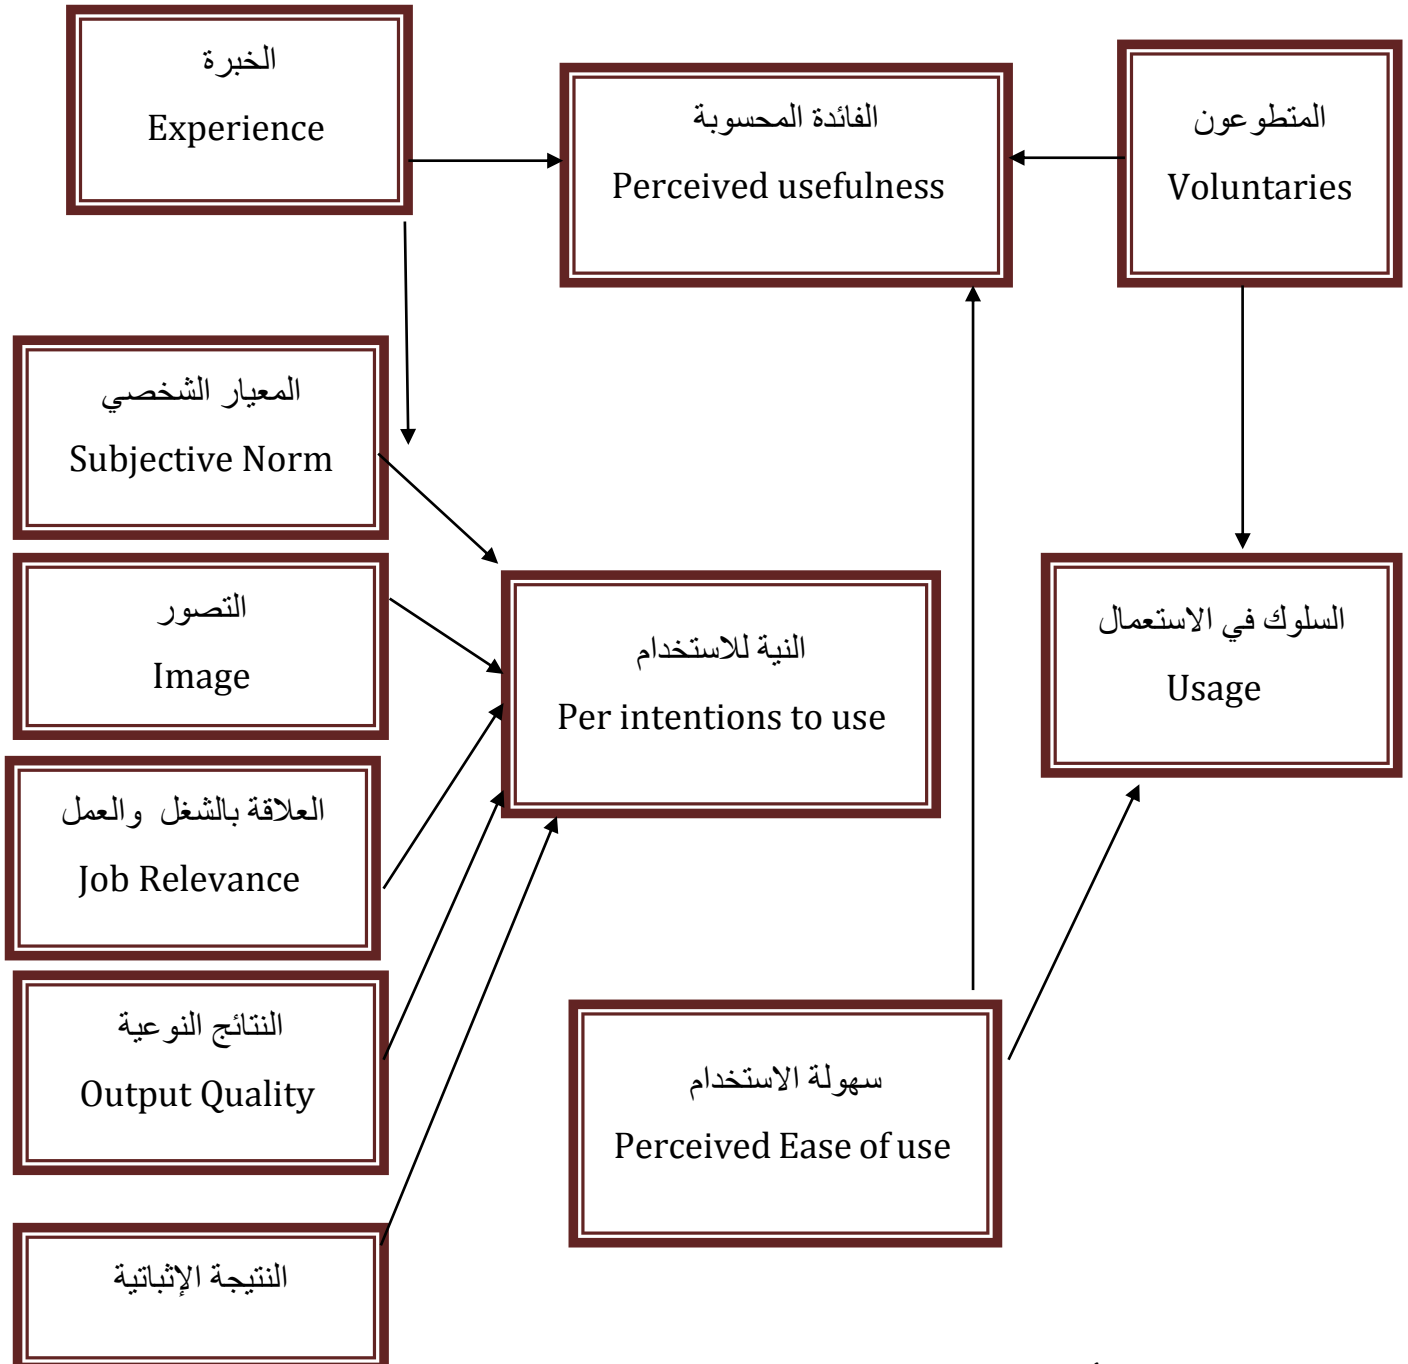 الخبرة
Experience
الفائدة المحسوبة
Perceived usefulness
المتطوعون
Voluntaries
المعيار الشخصي
Subjective Norm
التصور
Image
النية للاستخدام
Per intentions to use
السلوك في الاستعمال
Usage
العلاقة بالشغل والعمل
Job Relevance
النتائج النوعية
Output Quality
سهولة الاستخدام
Perceived Ease of use
النتيجة الإثباتية